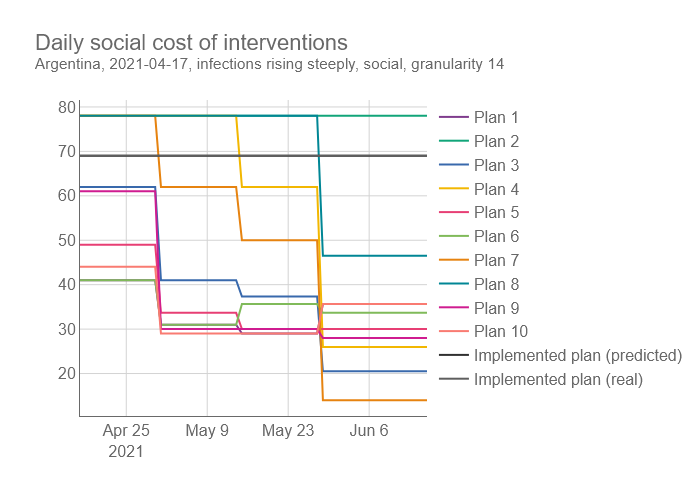 Daily social cost of interventions
Argentina, 2021-04-17, infections rising steeply, social, granularity 14
80
70
60
50
40
30
20
Apr 25
2021
May 9
May 23
Jun 6
Plan 1
Plan 2
Plan 3
Plan 4
Plan 5
Plan 6
Plan 7
Plan 8
Plan 9
Plan 10
Implemented plan (predicted)
Implemented plan (real)